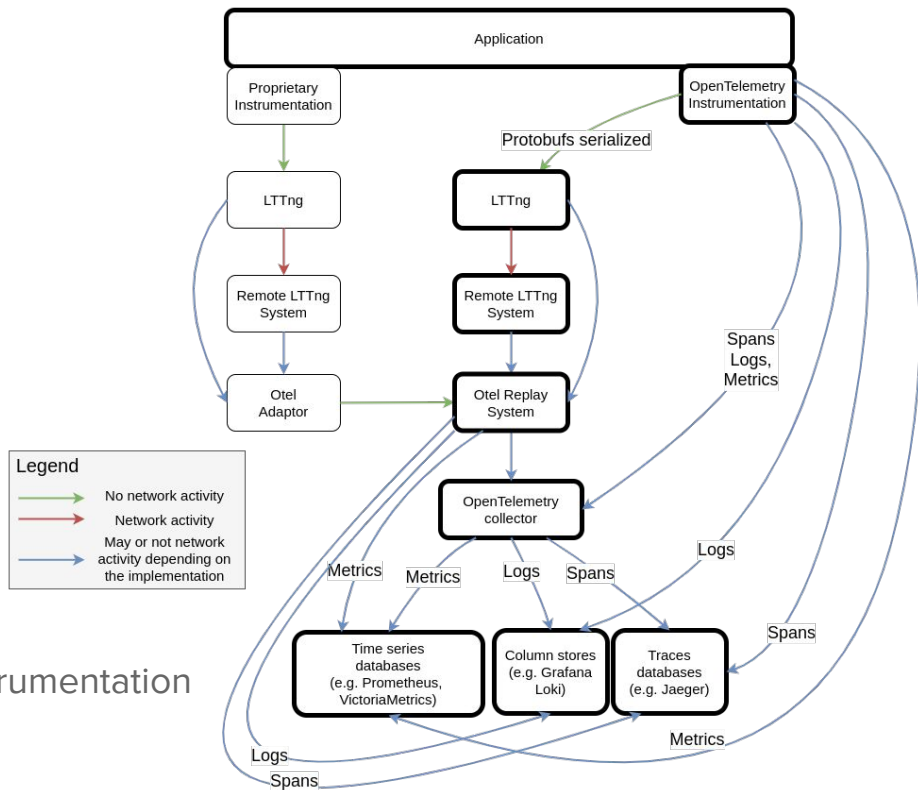 Application
Proprietary
Instrumentation
OpenTelemetry
Instrumentation
Protobufs serialized
LTTng
LTTng
Remote LTTng
System
Remote LTTng
System
Spans
Logs,
Metrics
Otel
Adaptor
Otel Replay
System
Legend
No network activity
Network activity
May or not network
activity depending on
the implementation
OpenTelemetry
collector
Metrics
Metrics
Logs
Spans
Logs
Spans
Time series
databases
(e.g. Prometheus,
VictoriaMetrics)
Column stores
(e.g. Grafana
Loki)
Traces
databases
(e.g. Jaeger)
rumentation
Metrics
Logs
Spans